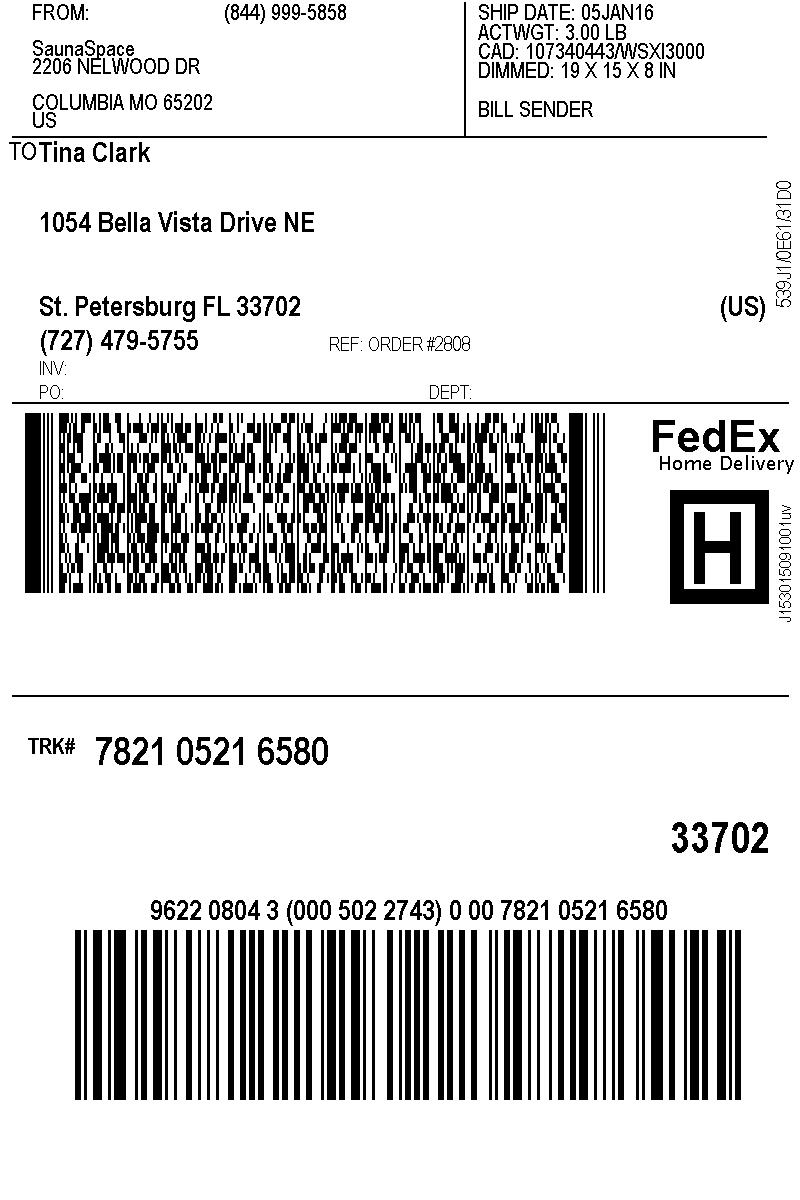 FROM: (844) 999-5858
SaunaSpace
2206 NELWOOD DR
COLUMBIA MO 65202
US
SHIP DATE: 05JAN16
ACTWGT: 3.00 LB
CAD: 107340443/WSXI3000
DIMMED: 19 X 15 X 8 IN
BILL SENDER
TO Tina Clark
1054 Bella Vista Drive NE
St. Petersburg FL 33702 (US)
(727) 479-5755 REF: ORDER #2808
INV:
PO: DEPT:
539J1/0E61/31D0
FedEx
Home Delivery
H
J153015091001uv
TRK# 7821 0521 6580
33702
9622 0804 3 (000 502 2743) 0 00 7821 0521 6580